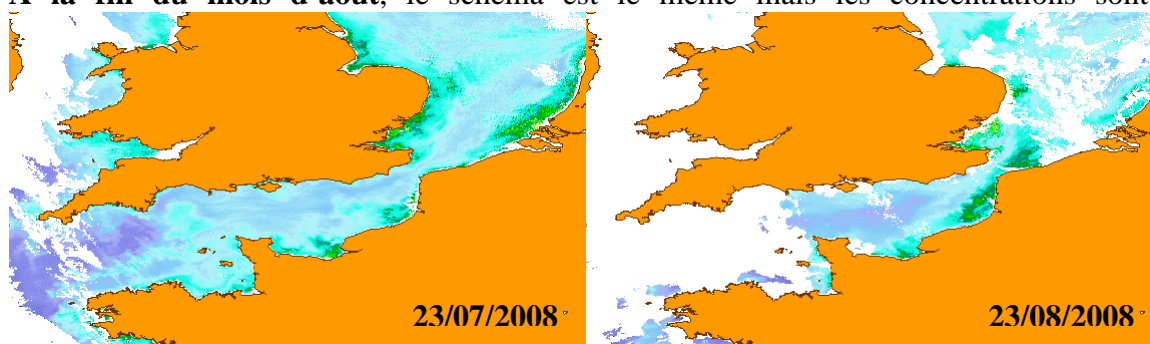 A la fin du mois d'août, le schéma est le même mais les concentrations sont
23/07/2008
23/08/2008